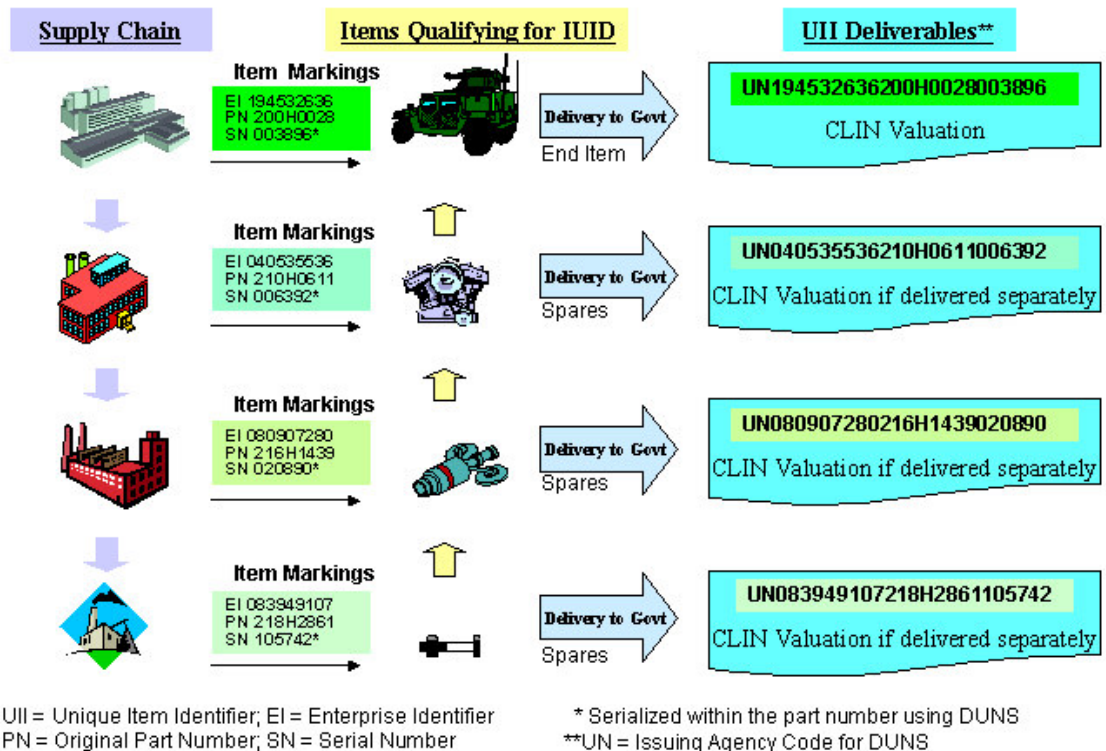 Supply Chain
Items Qualifying for IUID
UII Deliverables**
Item Markings
EI 194532636
PN 200H0028
SN 003896*
Delivery to Govt
End Item
UN194532636200H0028003896
CLIN Valuation
Item Markings
EI 040535536
PN 210H0611
SN 006392*
Delivery to Govt
Spares
UN040535536210H0611006392
CLIN Valuation if delivered separately
Item Markings
EI 080907280
PN 216H1439
SN 020890*
Delivery to Govt
Spares
UN080907280216H1439020890
CLIN Valuation if delivered separately
Item Markings
EI 083949107
PN 218H2861
SN 105742*
Delivery to Govt
Spares
UN083949107218H2861105742
CLIN Valuation if delivered separately
UII = Unique Item Identifier; EI = Enterprise Identifier
PN = Original Part Number; SN = Serial Number
* Serialized within the part number using DUNS
**UN = Issuing Agency Code for DUNS